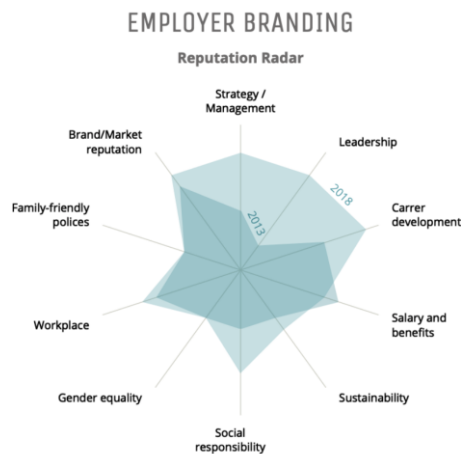 EMPLOYER BRANDING
Reputation Radar
Strategy /
Management
Brand/Market
reputation
Leadership
2018
Family-friendly
polices
2013
Carrer
development
Workplace
Salary and
benefits
Gender equality
Sustainability
Social
responsibility